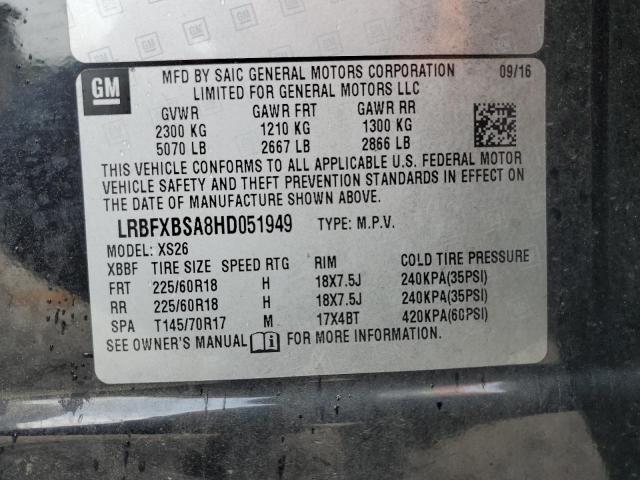 GM
MFD BY SAIC GENERAL MOTORS CORPORATION 09/16
LIMITED FOR GENERAL MOTORS LLC
GVWR GAWR FRT GAWR RR
2300 KG 1210 KG 1300 KG
5070 LB 2667 LB 2866 LB
THIS VEHICLE CONFORMS TO ALL APPLICABLE U.S. FEDERAL MOTOR
VEHICLE SAFETY AND THEFT PREVENTION STANDARDS IN EFFECT ON
THE DATE OF MANUFACTURE SHOWN ABOVE.
LRBFXBSA8HD051949 TYPE: M.P.V.
MODEL: XS26
XBBF TIRE SIZE SPEED RTG RIM COLD TIRE PRESSURE
FRT 225/60R18 H 18X7.5J 240KPA(35PSI)
RR 225/60R18 H 18X7.5J 240KPA(35PSI)
SPA T145/70R17 M 17X4BT 420KPA(60PSI)
SEE OWNER'S MANUAL FOR MORE INFORMATION.